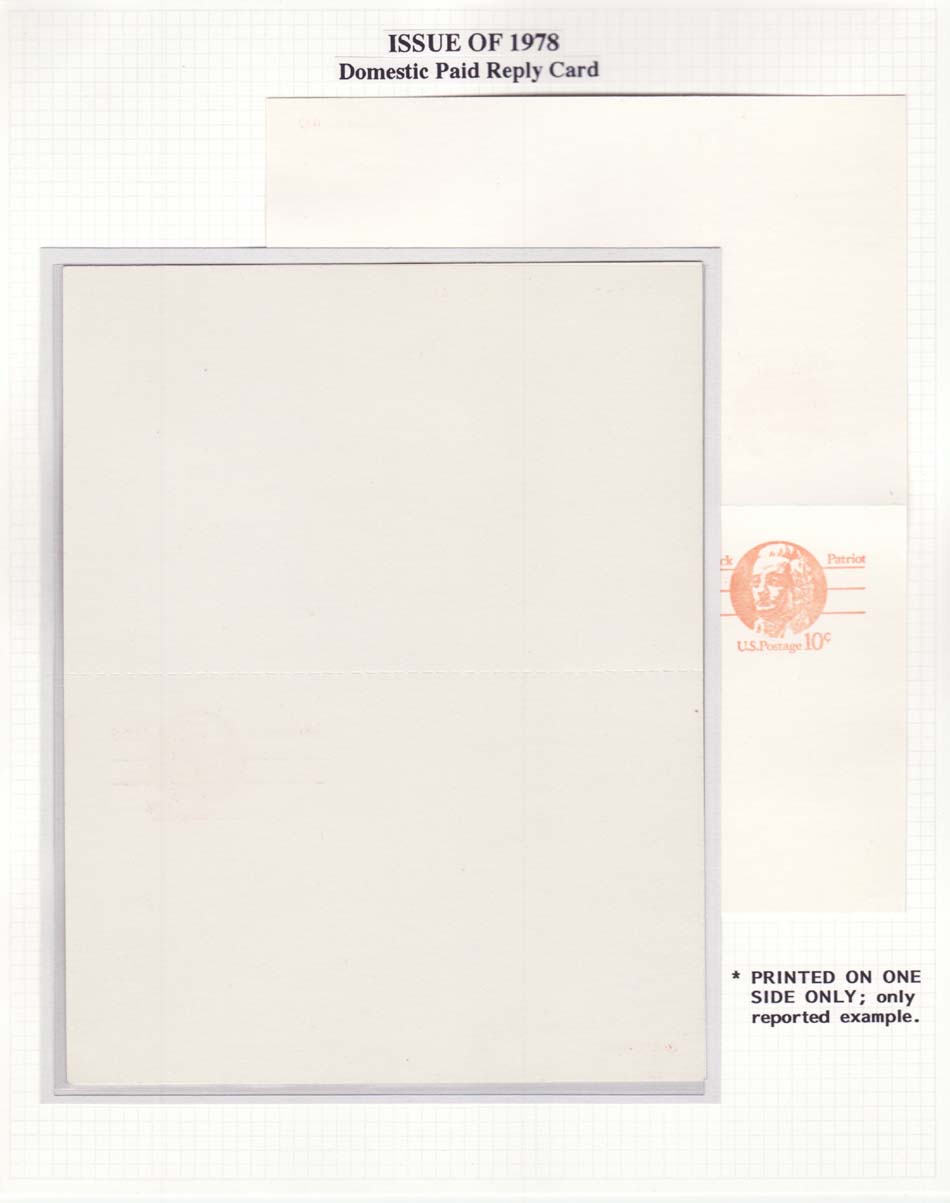 ISSUE OF 1978
Domestic Paid Reply Card
ck Patriot
U.S.Postage 10¢
* PRINTED ON ONE
SIDE ONLY; only
reported example.